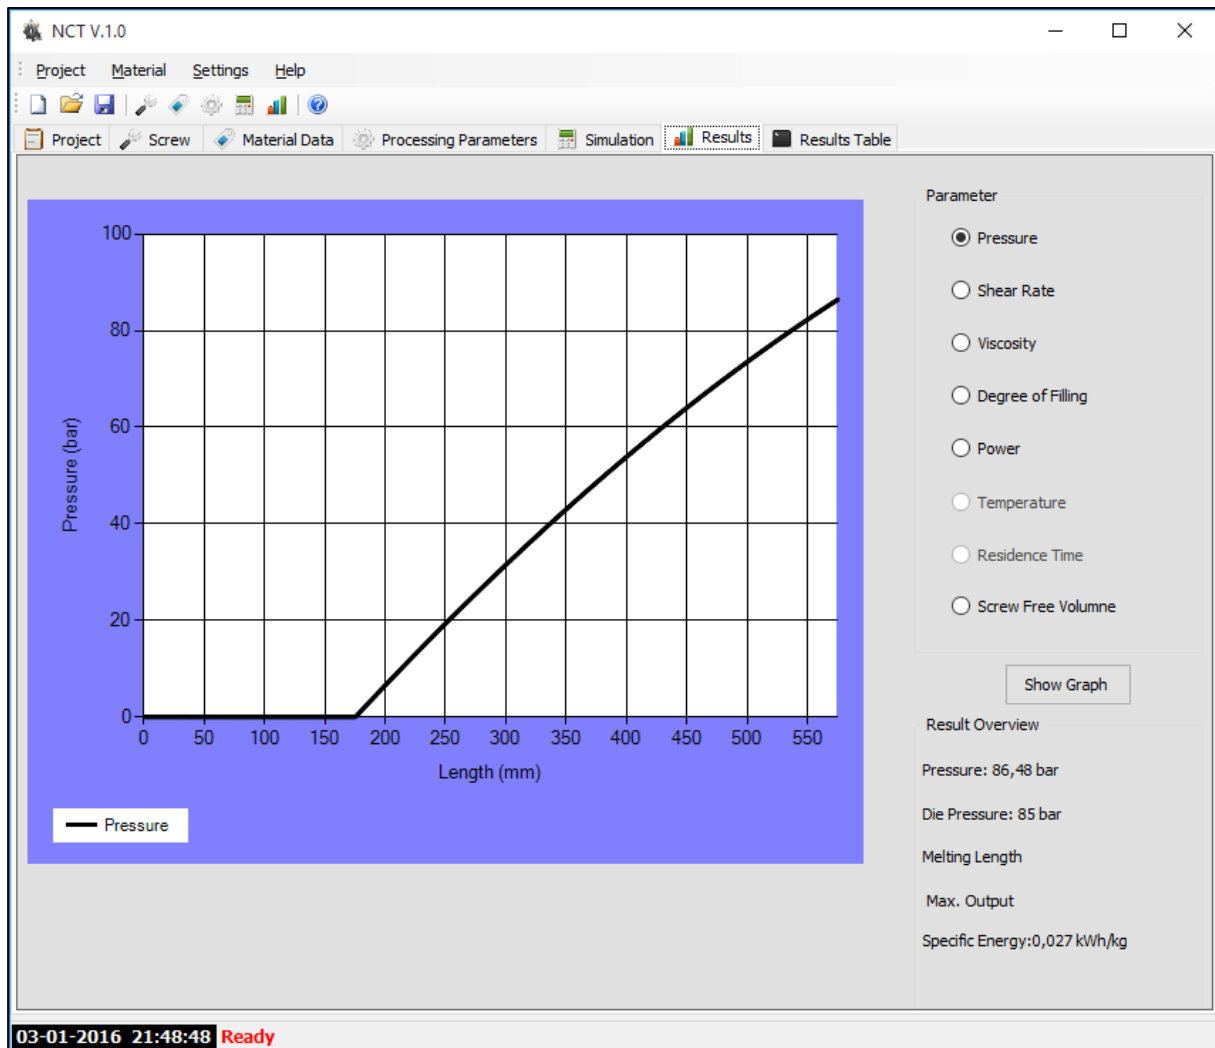 NCT V.1.0
Project Material Settings Help
Project Screw Material Data Processing Parameters Simulation Results Results Table
100
80
60
40
20
0
Pressure (bar)
0 50 100 150 200 250 300 350 400 450 500 550
Length (mm)
Pressure
Parameter
Pressure
Shear Rate
Viscosity
Degree of Filling
Power
Temperature
Residence Time
Screw Free Volumne
Show Graph
Result Overview
Pressure: 86,48 bar
Die Pressure: 85 bar
Melting Length
Max. Output
Specific Energy:0,027 kWh/kg
03-01-2016 21:48:48 Ready